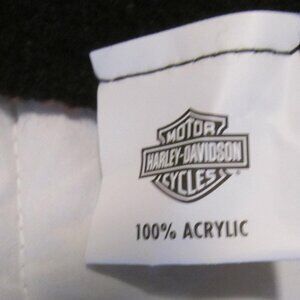 MOTOR
HARLEY-DAVIDSON
CYCLES
100% ACRYLIC